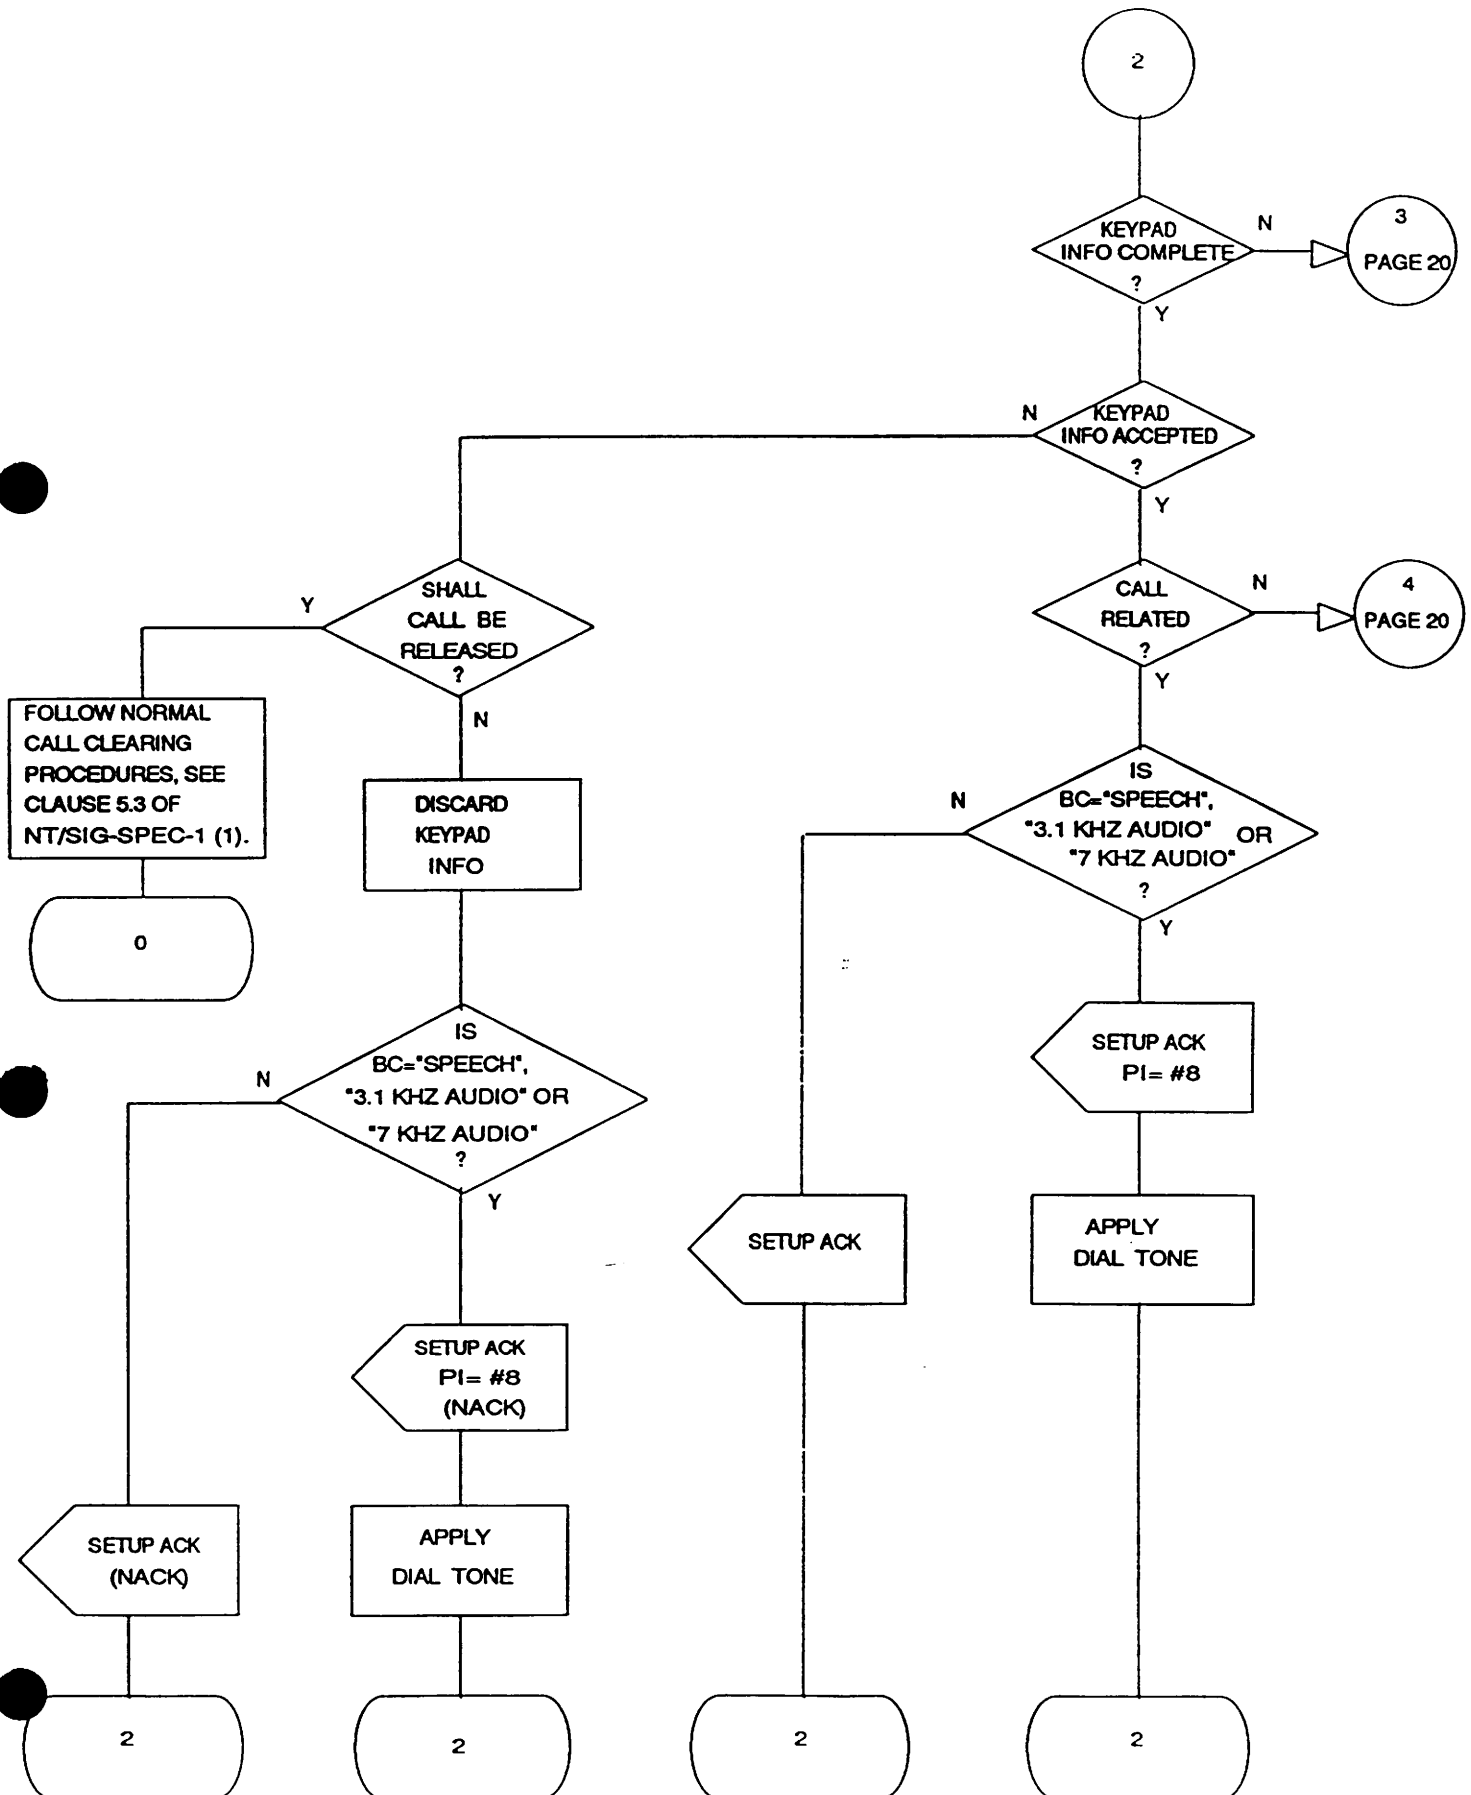 2
KEYPAD
INFO COMPLETE
?
N
3
PAGE 20
Y
N
KEYPAD
INFO ACCEPTED
?
Y
SHALL
CALL BE
RELEASED
?
Y
N
CALL
RELATED
?
N
4
PAGE 20
Y
FOLLOW NORMAL
CALL CLEARING
PROCEDURES, SEE
CLAUSE 5.3 OF
NT/SIG-SPEC-1 (1).
0
DISCARD
KEYPAD
INFO
IS
BC="SPEECH",
"3.1 KHZ AUDIO" OR
"7 KHZ AUDIO"
?
N
Y
SETUP ACK
PI= #8
APPLY
DIAL TONE
SETUP ACK
IS
BC="SPEECH",
"3.1 KHZ AUDIO" OR
"7 KHZ AUDIO"
?
N
Y
SETUP ACK
PI= #8
(NACK)
APPLY
DIAL TONE
SETUP ACK
(NACK)
2
2
2
2